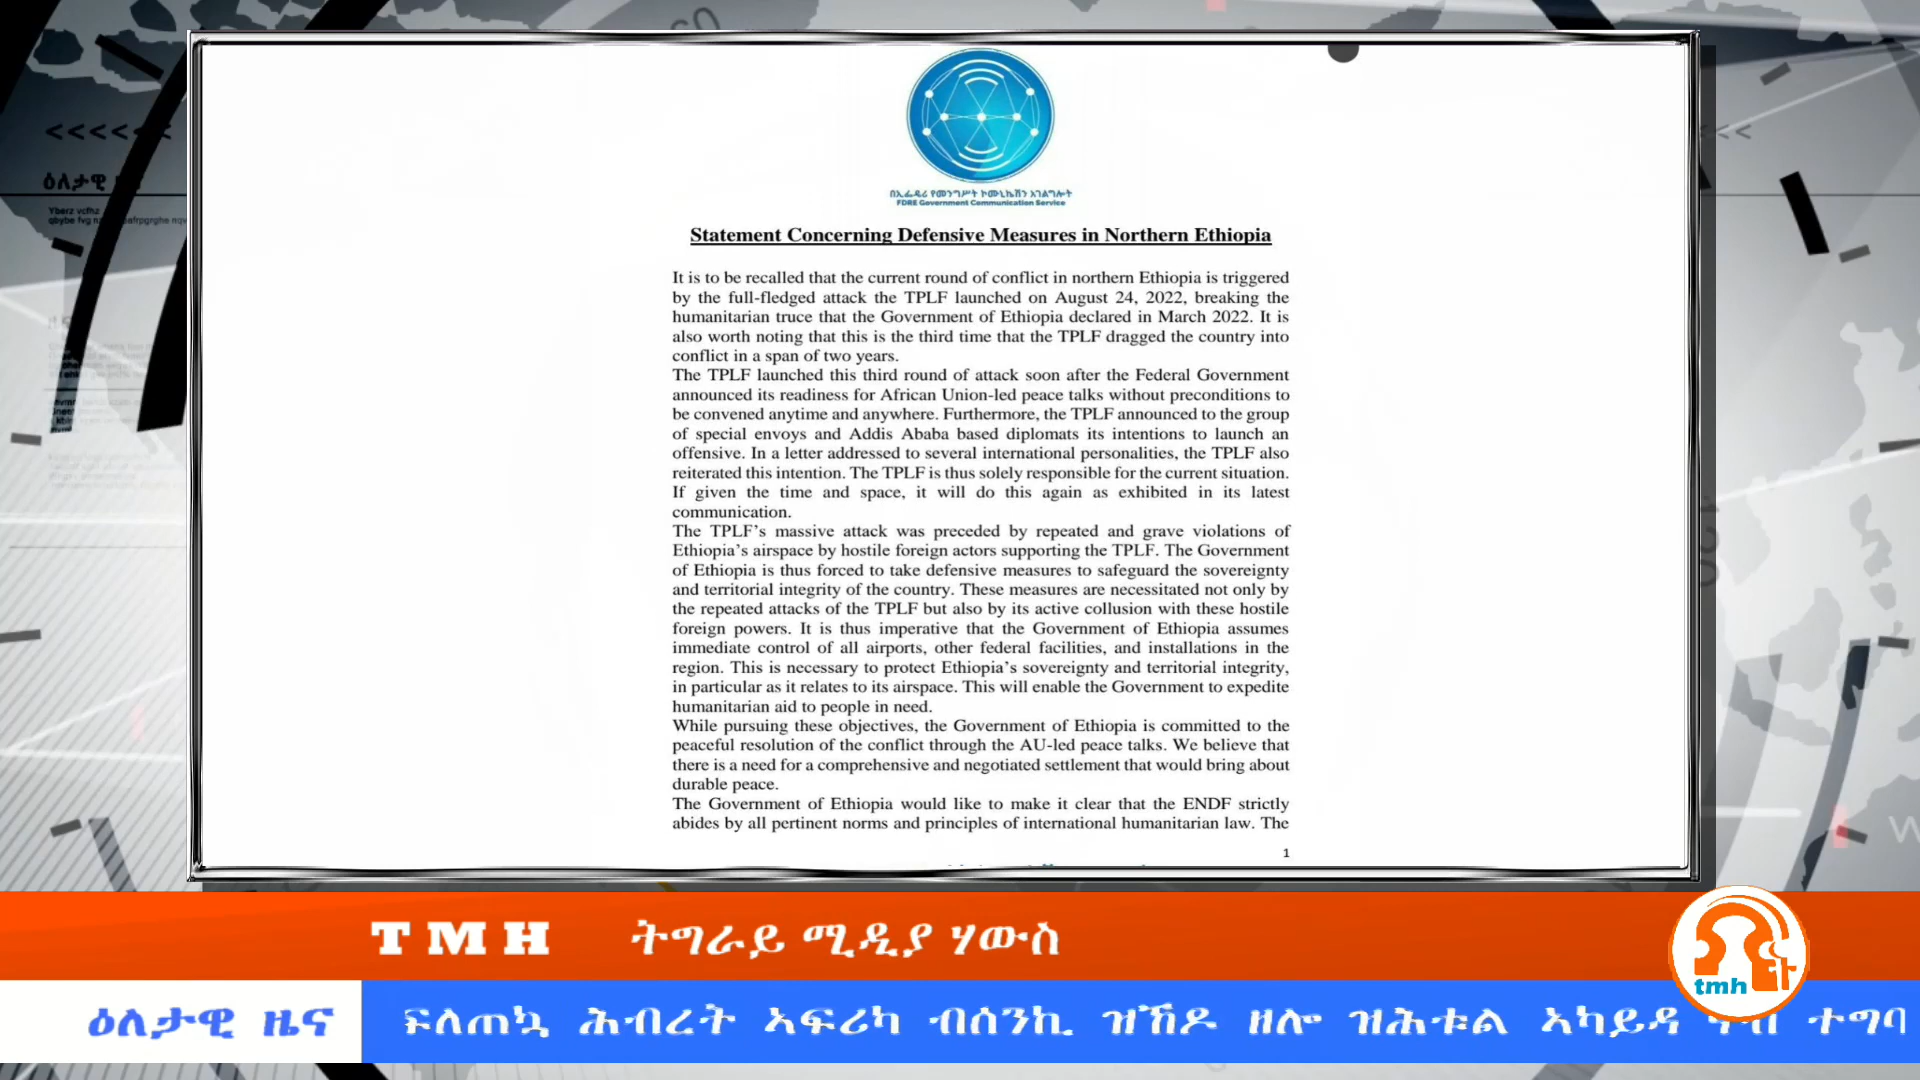 <<<<<<
ዕለታዊ
በኢፌዲሪ የመንግሥት ኮሙኒኬሽን አገልግሎት
FDRE Government Communication Service
Statement Concerning Defensive Measures in Northern Ethiopia
It is to be recalled that the current round of conflict in northern Ethiopia is triggered
by the full-fledged attack the TPLF launched on August 24, 2022, breaking the
humanitarian truce that the Government of Ethiopia declared in March 2022. It is
also worth noting that this is the third time that the TPLF dragged the country into
conflict in a span of two years.
The TPLF launched this third round of attack soon after the Federal Government
announced its readiness for African Union-led peace talks without preconditions to
be convened anytime and anywhere. Furthermore, the TPLF announced to the group
of special envoys and Addis Ababa based diplomats its intentions to launch an
offensive. In a letter addressed to several international personalities, the TPLF also
reiterated this intention. The TPLF is thus solely responsible for the current situation.
If given the time and space, it will do this again as exhibited in its latest
communication.
The TPLF’s massive attack was preceded by repeated and grave violations of
Ethiopia’s airspace by hostile foreign actors supporting the TPLF. The Government
of Ethiopia is thus forced to take defensive measures to safeguard the sovereignty
and territorial integrity of the country. These measures are necessitated not only by
the repeated attacks of the TPLF but also by its active collusion with these hostile
foreign powers. It is thus imperative that the Government of Ethiopia assumes
immediate control of all airports, other federal facilities, and installations in the
region. This is necessary to protect Ethiopia’s sovereignty and territorial integrity,
in particular as it relates to its airspace. This will enable the Government to expedite
humanitarian aid to people in need.
While pursuing these objectives, the Government of Ethiopia is committed to the
peaceful resolution of the conflict through the AU-led peace talks. We believe that
there is a need for a comprehensive and negotiated settlement that would bring about
durable peace.
The Government of Ethiopia would like to make it clear that the ENDF strictly
abides by all pertinent norms and principles of international humanitarian law. The
1
TMH ትግራይ ሚዲያ ሃውስ
tmh
ዕለታዊ ዜና
ፍለጠኳ ሕብረት ኣፍሪካ ብሰንኪ ዝኸዶ ዘሎ ዝሕቱል ኣካይዳ ተግባ